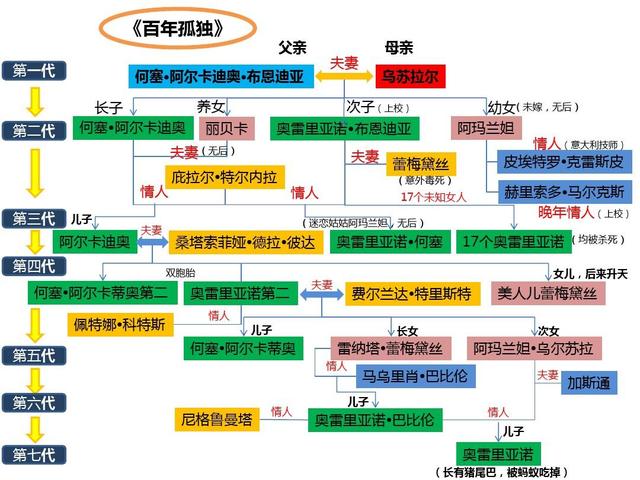 《百年孤独》
父亲
母亲
第一代
何塞•阿尔卡迪奥•布恩迪亚
夫妻
乌苏拉尔
长子
养女
次子(上校)
幼女(未嫁,无后)
第二代
何塞•阿尔卡迪奥
丽贝卡
奥雷里亚诺•布恩迪亚
阿玛兰妲
情人(意大利技师)
夫妻(无后)
夫妻
皮埃特罗•克雷斯皮
蕾梅黛丝
庇拉尔•特尔内拉
(意外毒死)
赫里索多•马尔克斯
情人
情人
17个未知女人
晚年情人(上校)
第三代
儿子
(迷恋姑姑阿玛兰妲,无后)
夫妻
阿尔卡迪奥
桑塔索菲娅•德拉•彼达
奥雷里亚诺•何塞
17个奥雷里亚诺
(均被杀死)
第四代
双胞胎
女儿,后来升天
何塞•阿尔卡蒂奥第二
奥雷里亚诺第二
夫妻
费尔兰达•特里斯特
美人儿蕾梅黛丝
佩特娜•科特斯
情人
儿子
长女
次女
第五代
何塞•阿尔卡蒂奥
雷纳塔•蕾梅黛丝
阿玛兰妲•乌尔苏拉
情人
马乌里肖•巴比伦
夫妻
加斯通
第六代
儿子
尼格鲁曼塔
情人
奥雷里亚诺•巴比伦
情人
儿子
第七代
奥雷里亚诺
(长有猪尾巴,被蚂蚁吃掉)